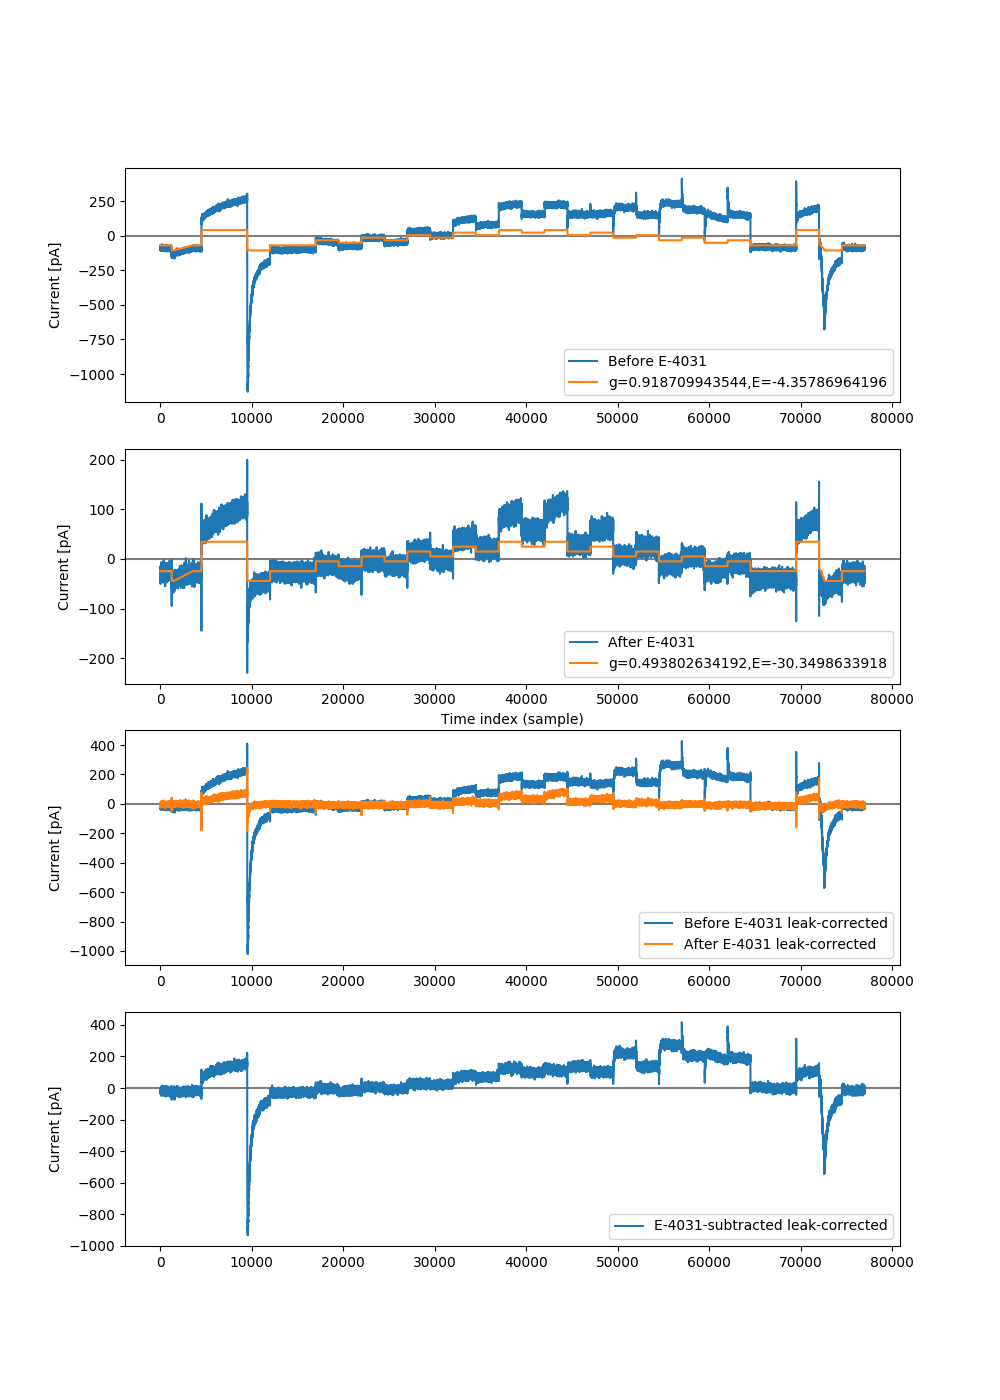 250
0
−250
−500
−750
−1000
Current [pA]
Before E-4031
g=0.918709943544,E=-4.35786964196
0 10000 20000 30000 40000 50000 60000 70000 80000
200
100
0
−100
−200
Current [pA]
After E-4031
g=0.493802634192,E=-30.3498633918
0 10000 20000 30000 40000 50000 60000 70000 80000
Time index (sample)
400
200
0
−200
−400
−600
−800
−1000
Current [pA]
Before E-4031 leak-corrected
After E-4031 leak-corrected
0 10000 20000 30000 40000 50000 60000 70000 80000
400
200
0
−200
−400
−600
−800
−1000
Current [pA]
E-4031-subtracted leak-corrected
0 10000 20000 30000 40000 50000 60000 70000 80000